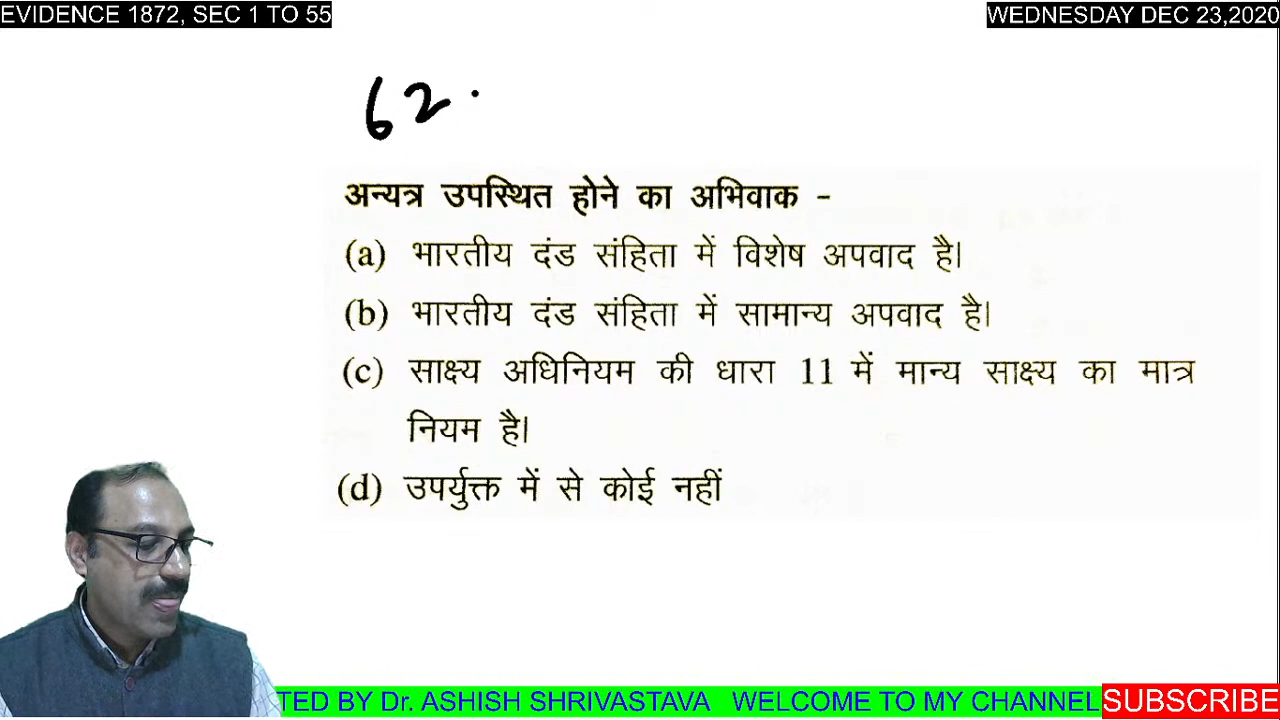 EVIDENCE 1872, SEC 1 TO 55
WEDNESDAY DEC 23,2020
62.
अन्यत्र उपस्थित होने का अभिवाक -
(a) भारतीय दंड संहिता में विशेष अपवाद है।
(b) भारतीय दंड संहिता में सामान्य अपवाद है।
(c) साक्ष्य अधिनियम की धारा 11 में मान्य साक्ष्य का मात्र
नियम है।
(d) उपर्युक्त में से कोई नहीं
TED BY Dr. ASHISH SHRIVASTAVA WELCOME TO MY CHANNEL
SUBSCRIBE